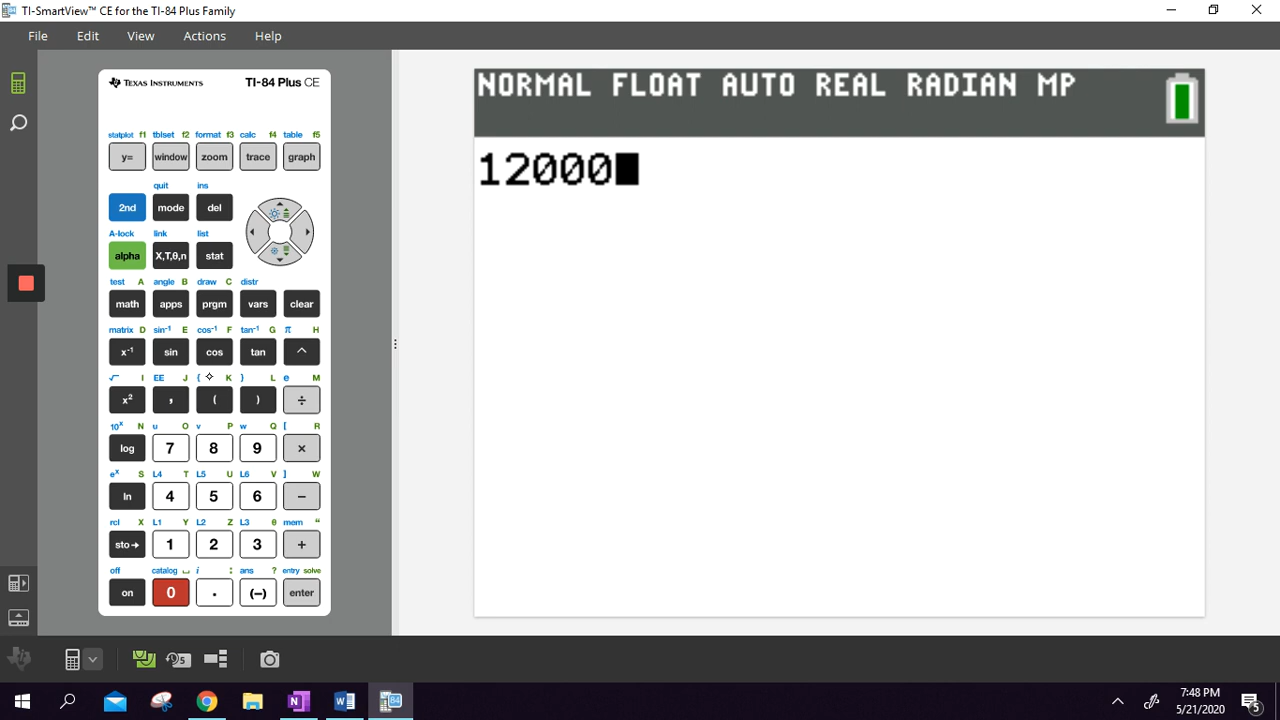 TI-SmartView™ CE for the TI-84 Plus Family
File Edit View Actions Help
TEXAS INSTRUMENTS TI-84 Plus CE
NORMAL FLOAT AUTO REAL RADIAN MP
12000
statplot f1 tblset f2 format f3 calc f4 table f5
y= window zoom trace graph
quit ins
2nd mode del
A-lock link list
alpha X,T,θ,n stat
test A angle B draw C distr
math apps prgm vars clear
matrix D sin⁻¹ E cos⁻¹ F tan⁻¹ G π H
x⁻¹ sin cos tan ^
√ I EE J { K } L e M
x² , ( ) ÷
10ˣ N u O v P w Q [ R
log 7 8 9 ×
eˣ S L4 T L5 U L6 V ] W
ln 4 5 6 −
rcl X L1 Y L2 Z L3 θ mem "
sto→ 1 2 3 +
off catalog ⎵ i : ans ? entry solve
on 0 . (−) enter
7:48 PM
5/21/2020
5